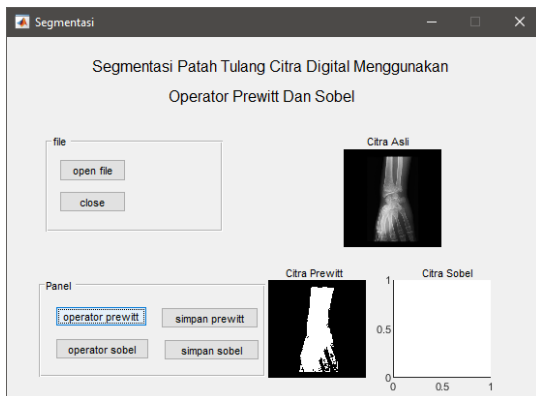 Segmentasi
Segmentasi Patah Tulang Citra Digital Menggunakan
Operator Prewitt Dan Sobel
file
open file
close
Citra Asli
Panel
operator prewitt
simpan prewitt
operator sobel
simpan sobel
Citra Prewitt
Citra Sobel
1
0.5
0
0
0.5
1